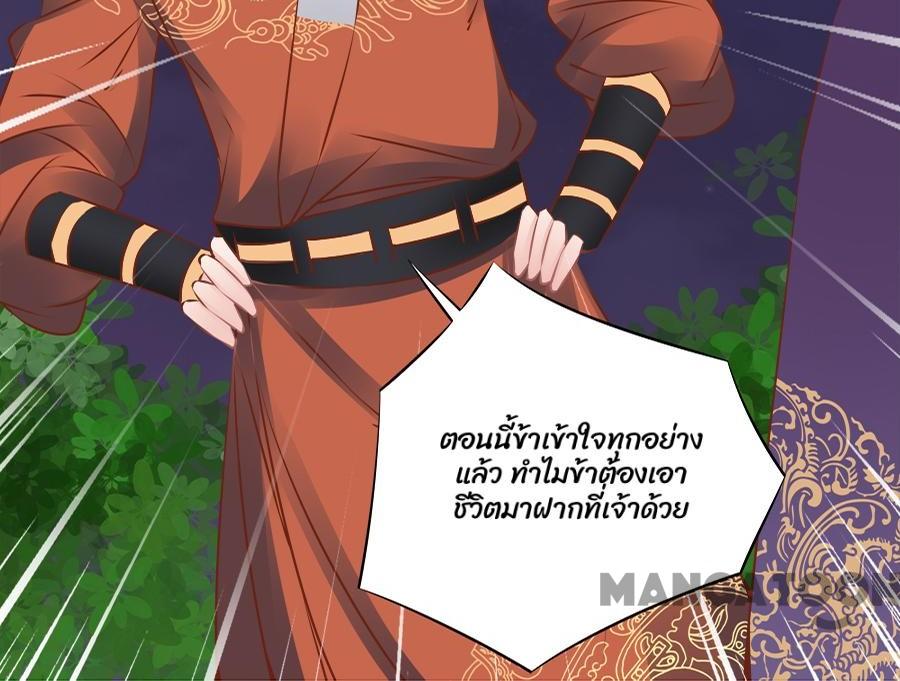 ตอนนี้ข้าเข้าใจทุกอย่าง
แล้ว ทำไมข้าต้องเอา
ชีวิตมาฝากที่เจ้าด้วย
MANGATOON